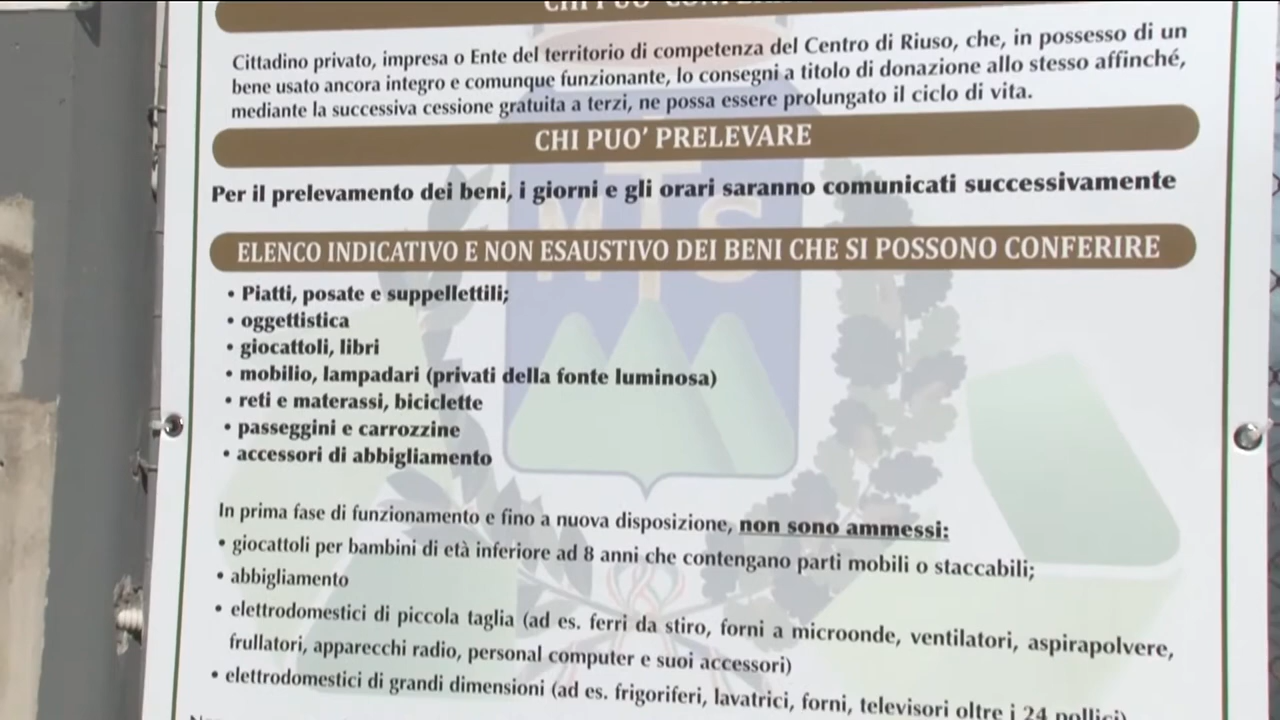 CHI PUO'
Cittadino privato, impresa o Ente del territorio di competenza del Centro di Riuso, che, in possesso di un
bene usato ancora integro e comunque funzionante, lo consegni a titolo di donazione allo stesso affinché,
mediante la successiva cessione gratuita a terzi, ne possa essere prolungato il ciclo di vita.
CHI PUO' PRELEVARE
Per il prelevamento dei beni, i giorni e gli orari saranno comunicati successivamente
M T S
ELENCO INDICATIVO E NON ESAUSTIVO DEI BENI CHE SI POSSONO CONFERIRE
• Piatti, posate e suppellettili;
• oggettistica
• giocattoli, libri
• mobilio, lampadari (privati della fonte luminosa)
• reti e materassi, biciclette
• passeggini e carrozzine
• accessori di abbigliamento
In prima fase di funzionamento e fino a nuova disposizione, non sono ammessi:
• giocattoli per bambini di età inferiore ad 8 anni che contengano parti mobili o staccabili;
• abbigliamento
• elettrodomestici di piccola taglia (ad es. ferri da stiro, forni a microonde, ventilatori, aspirapolvere,
frullatori, apparecchi radio, personal computer e suoi accessori)
• elettrodomestici di grandi dimensioni (ad es. frigoriferi, lavatrici, forni, televisori oltre i 24 pollici)